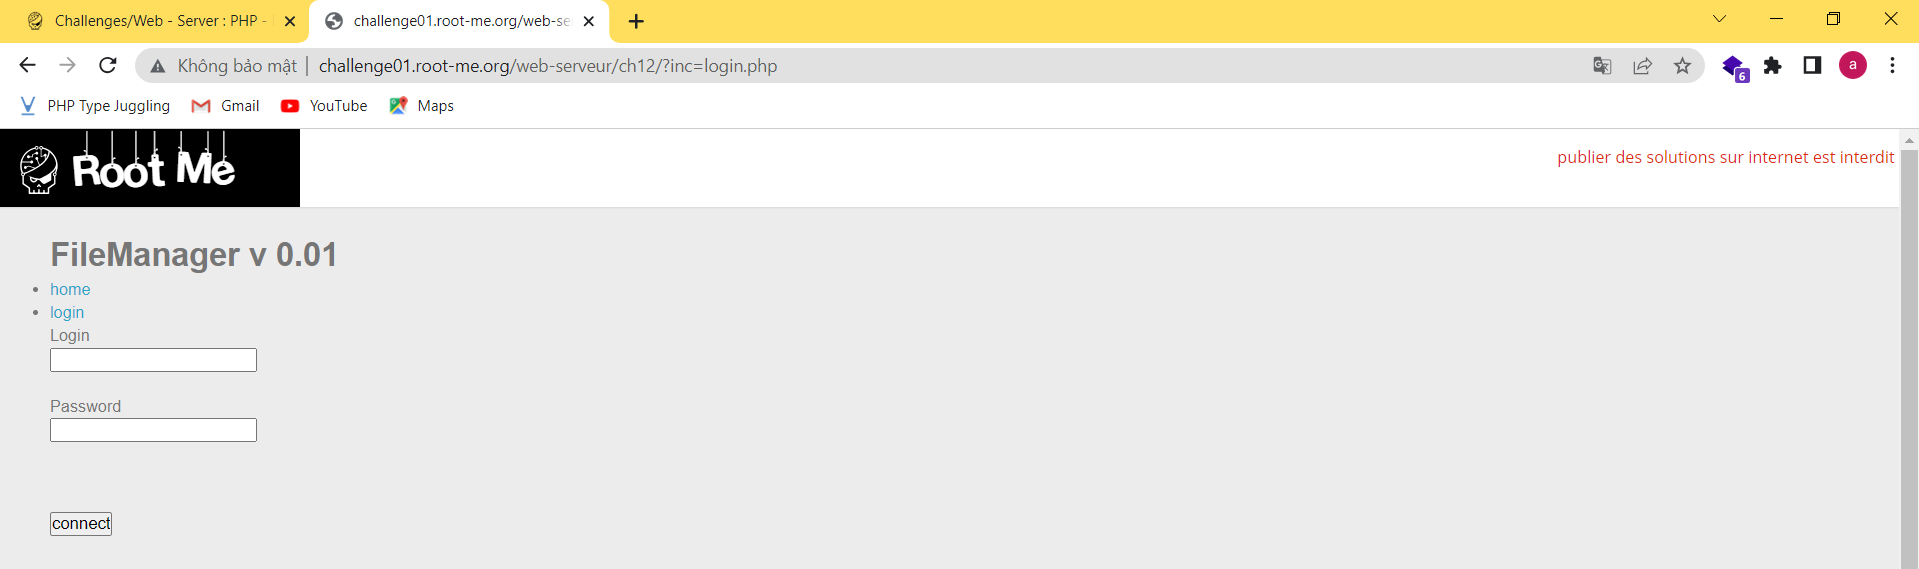 Challenges/Web - Server : PHP -
challenge01.root-me.org/web-se
Không bảo mật
challenge01.root-me.org/web-serveur/ch12/?inc=login.php
6
a
PHP Type Juggling
Gmail
YouTube
Maps
Root Me
publier des solutions sur internet est interdit
FileManager v 0.01
home
login
Login
Password
connect